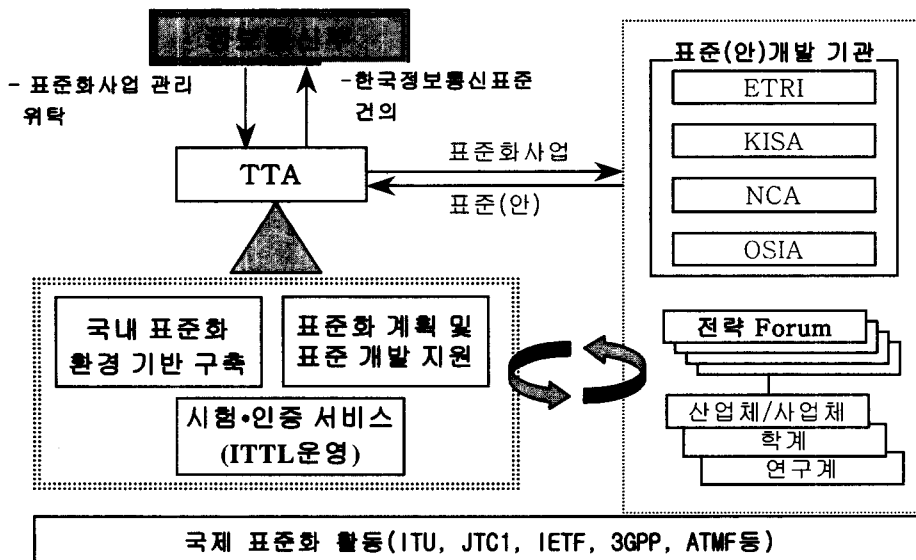 정보통신부
- 표준화사업 관리
위탁
-한국정보통신표준
건의
TTA
표준화사업
표준(안)
국내 표준화
환경 기반 구축
표준화 계획 및
표준 개발 지원
시험•인증 서비스
(ITTL운영)
표준(안)개발 기관
ETRI
KISA
NCA
OSIA
전략 Forum
산업체/사업체
학계
연구계
국제 표준화 활동(ITU, JTC1, IETF, 3GPP, ATMF등)